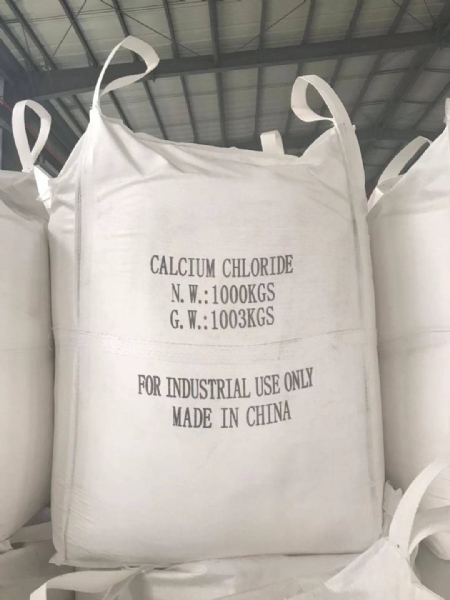 CALCIUM CHLORIDE
N.W.:1000KGS
G.W.:1003KGS
FOR INDUSTRIAL USE ONLY
MADE IN CHINA